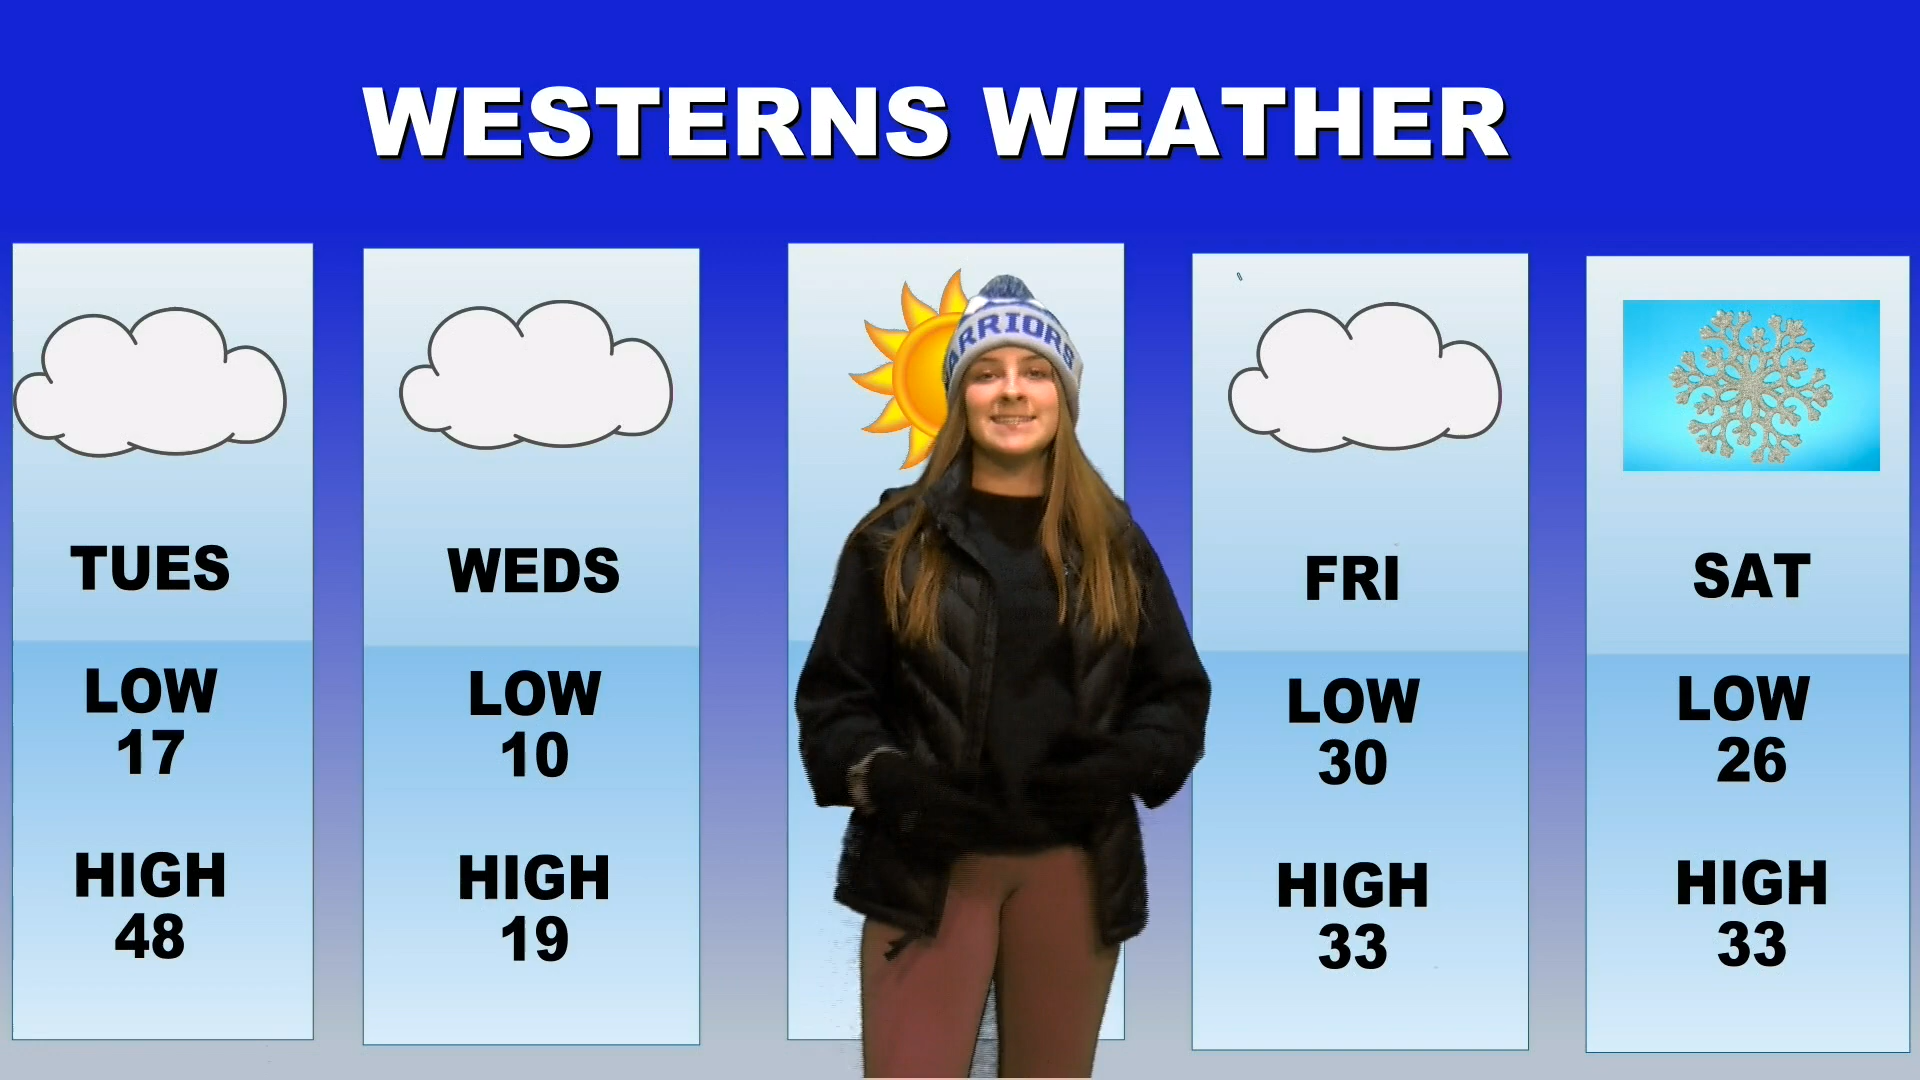 WESTERNS WEATHER
ARRIORS
TUES
LOW
17
HIGH
48
WEDS
LOW
10
HIGH
19
FRI
LOW
30
HIGH
33
SAT
LOW
26
HIGH
33